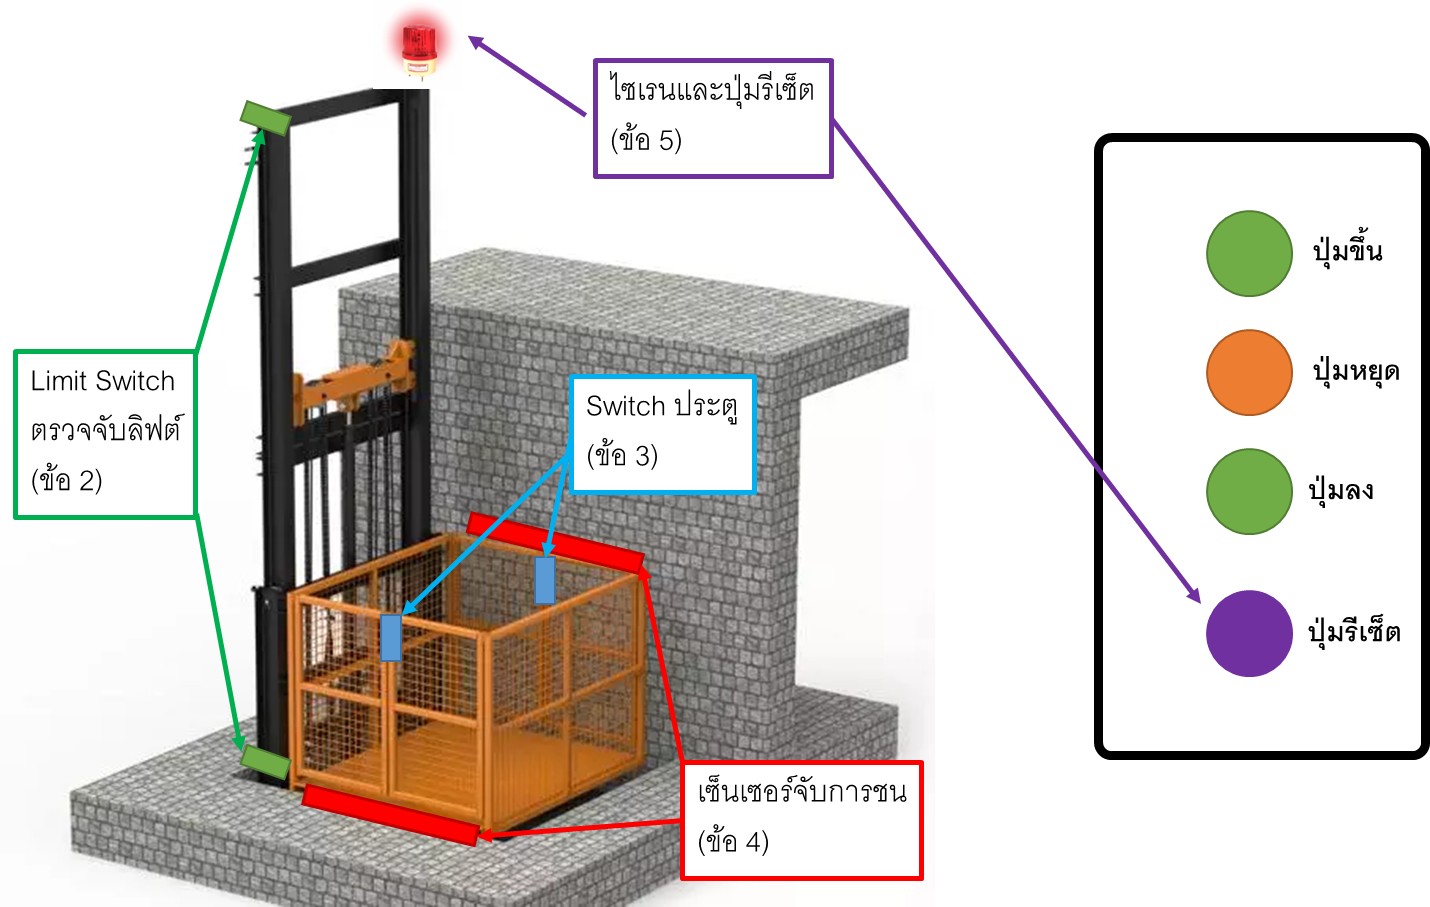 ไซเรนและปุ่มรีเซ็ต
(ข้อ 5)
Limit Switch
ตรวจจับลิฟต์
(ข้อ 2)
Switch ประตู
(ข้อ 3)
เซ็นเซอร์จับการชน
(ข้อ 4)
ปุ่มขึ้น
ปุ่มหยุด
ปุ่มลง
ปุ่มรีเซ็ต